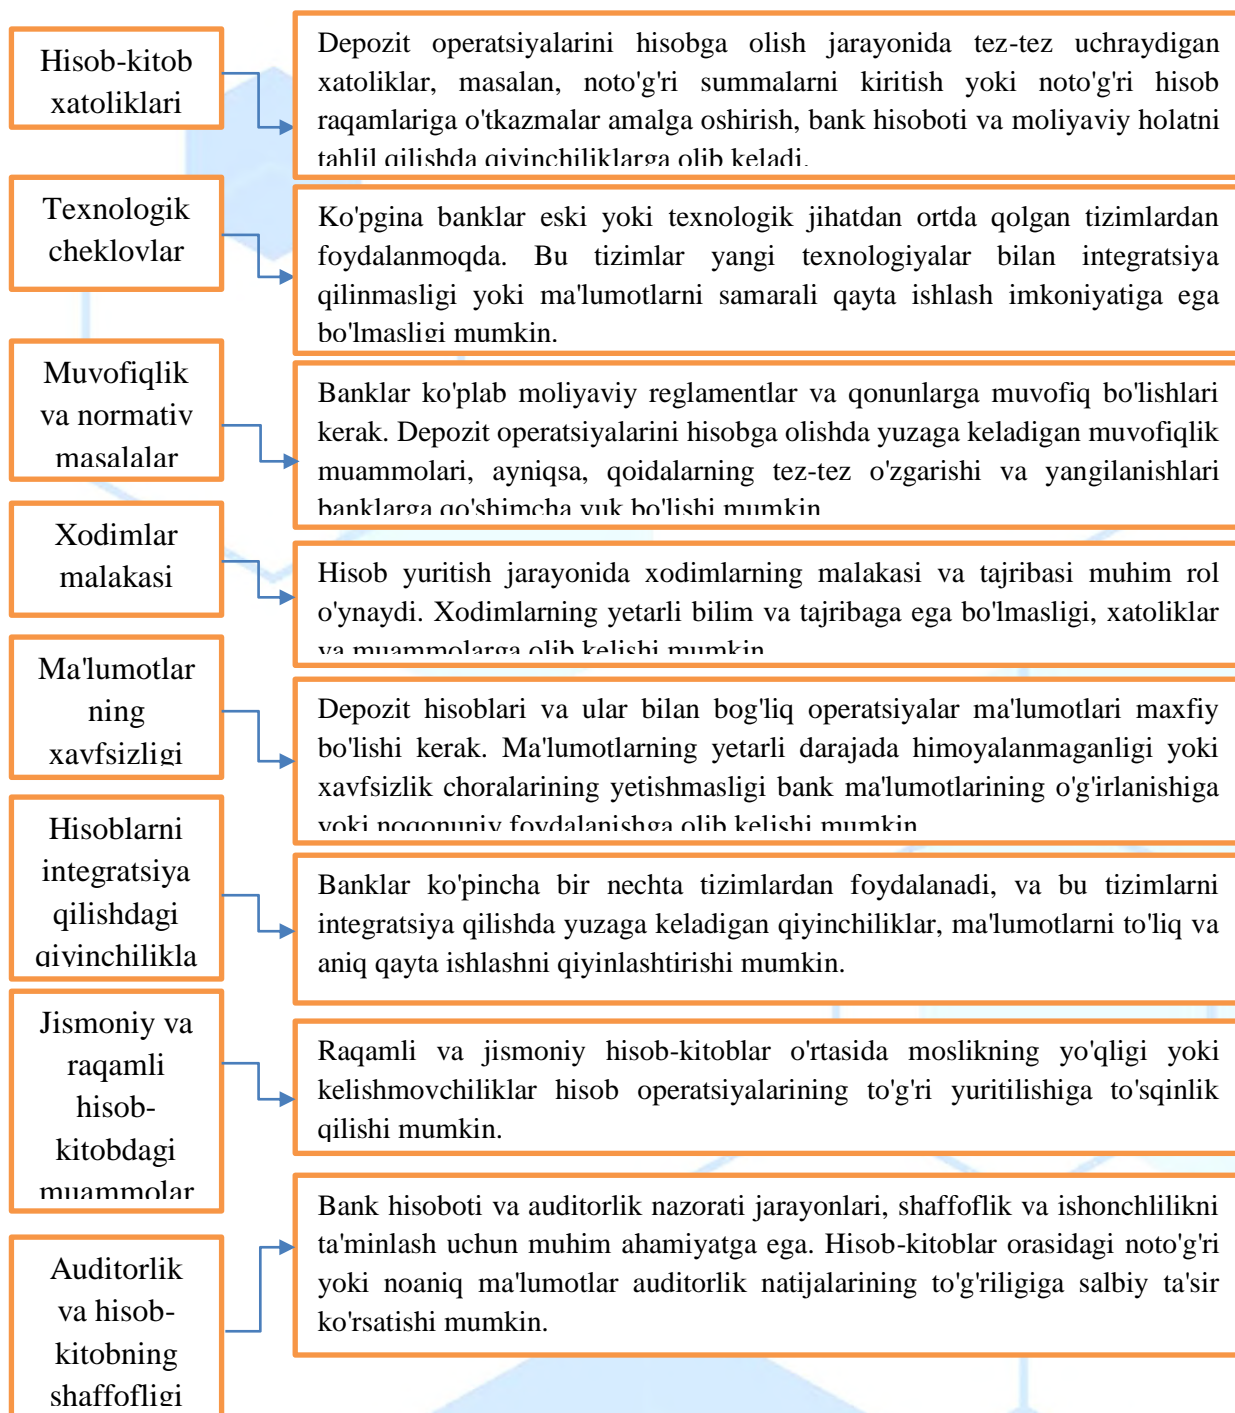 Hisob-kitob
xatoliklari
Depozit operatsiyalarini hisobga olish jarayonida tez-tez uchraydigan
xatoliklar, masalan, noto'g'ri summalarni kiritish yoki noto'g'ri hisob
raqamlariga o'tkazmalar amalga oshirish, bank hisoboti va moliyaviy holatni
tahlil qilishda qiyinchiliklarga olib keladi.
Texnologik
cheklovlar
Ko'pgina banklar eski yoki texnologik jihatdan ortda qolgan tizimlardan
foydalanmoqda. Bu tizimlar yangi texnologiyalar bilan integratsiya
qilinmasligi yoki ma'lumotlarni samarali qayta ishlash imkoniyatiga ega
bo'lmasligi mumkin.
Muvofiqlik
va normativ
masalalar
Banklar ko'plab moliyaviy reglamentlar va qonunlarga muvofiq bo'lishlari
kerak. Depozit operatsiyalarini hisobga olishda yuzaga keladigan muvofiqlik
muammolari, ayniqsa, qoidalarning tez-tez o'zgarishi va yangilanishlari
banklarga qo'shimcha yuk bo'lishi mumkin
Xodimlar
malakasi
Hisob yuritish jarayonida xodimlarning malakasi va tajribasi muhim rol
o'ynaydi. Xodimlarning yetarli bilim va tajribaga ega bo'lmasligi, xatoliklar
va muammolarga olib kelishi mumkin
Ma'lumotlar
ning
xavfsizligi
Depozit hisoblari va ular bilan bog'liq operatsiyalar ma'lumotlari maxfiy
bo'lishi kerak. Ma'lumotlarning yetarli darajada himoyalanmaganligi yoki
xavfsizlik choralarining yetishmasligi bank ma'lumotlarining o'g'irlanishiga
yoki noqonuniy foydalanishga olib kelishi mumkin
Hisoblarni
integratsiya
qilishdagi
qiyinchilikla
Banklar ko'pincha bir nechta tizimlardan foydalanadi, va bu tizimlarni
integratsiya qilishda yuzaga keladigan qiyinchiliklar, ma'lumotlarni to'liq va
aniq qayta ishlashni qiyinlashtirishi mumkin.
Jismoniy va
raqamli
hisob-
kitobdagi
muammolar
Raqamli va jismoniy hisob-kitoblar o'rtasida moslikning yo'qligi yoki
kelishmovchiliklar hisob operatsiyalarining to'g'ri yuritilishiga to'sqinlik
qilishi mumkin.
Auditorlik
va hisob-
kitobning
shaffofligi
Bank hisoboti va auditorlik nazorati jarayonlari, shaffoflik va ishonchlilikni
ta'minlash uchun muhim ahamiyatga ega. Hisob-kitoblar orasidagi noto'g'ri
yoki noaniq ma'lumotlar auditorlik natijalarining to'g'riligiga salbiy ta'sir
ko'rsatishi mumkin.